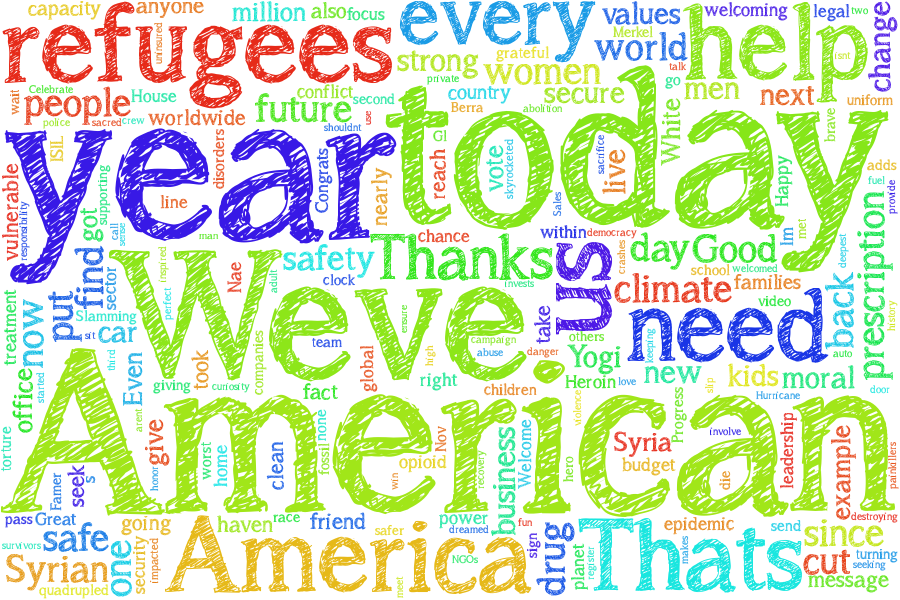 capacity
anyone
million
also
focus
every
values
welcoming
legal
two
refugees
uninsured
Merkel
world
help
isnt
change
strong
grateful
private
women
talk
go
men
next
uniform
Celebrate
wait
people
House
conflict
second
country
Berra
secure
abolition
future
worldwide
police
sacred
crew
use
shouldnt
ISIL
year
today
White
brave
adds
fuel
provide
vulnerable
responsibility
disorders
line
Congrats
nearly
reach
GI
vote
skyrocketed
sacrifice
live
Sales
Happy
Im
met
deepest
supporting
got
call
sense
man
chance
within
democracy
crashes
day
Good
school
welcomed
prescription
find
sector
inspired
Nae
adult
safety
clock
Thanks
invests
us
climate
families
video
back
history
treatment
now
put
Slamming
sit
car
perfect
Weve
team
ensure
campaign
abuse
take
danger
others
need
keeping
auto
door
third
Even
took
giving
curiosity
companies
fact
global
high
right
children
Yogi
Heroin
love
new
kids
moral
Hurricane
slip
office
started
American
arent
torture
give
honor
worst
home
clean
fossil
none
win
opioid
Nov
recovery
business
Welcome
hero
violence
Syria
budget
Progress
involve
die
leadership
example
painkillers
Famer
seek
s
pass
Great
going
haven
race
friend
safer
power
dreamed
fun
sign
epidemic
send
since
destroying
survivors
safe
one
security
impacted
America
meet
NGOs
drug
planet
register
Thats
makes
cut
turning
seeking
Syrian
quadrupled
message